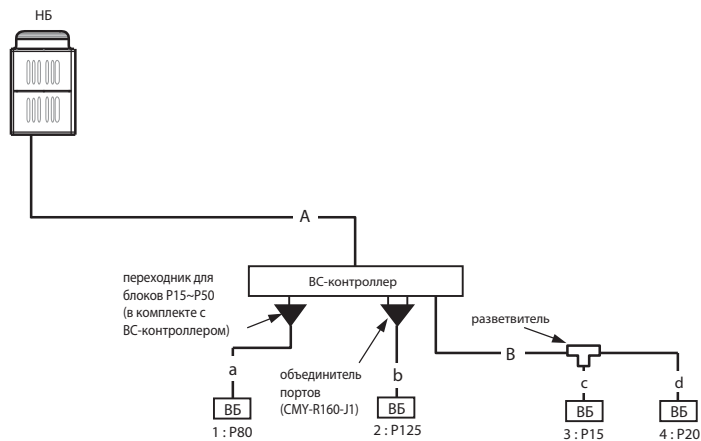 НБ
A
переходник для
блоков P15~P50
(в комплекте с
BC-контроллером)
BC-контроллер
разветвитель
B
a
объединитель
портов
(CMY-R160-J1)
b
c
d
ВБ
1 : P80
ВБ
2 : P125
ВБ
3 : P15
ВБ
4 : P20